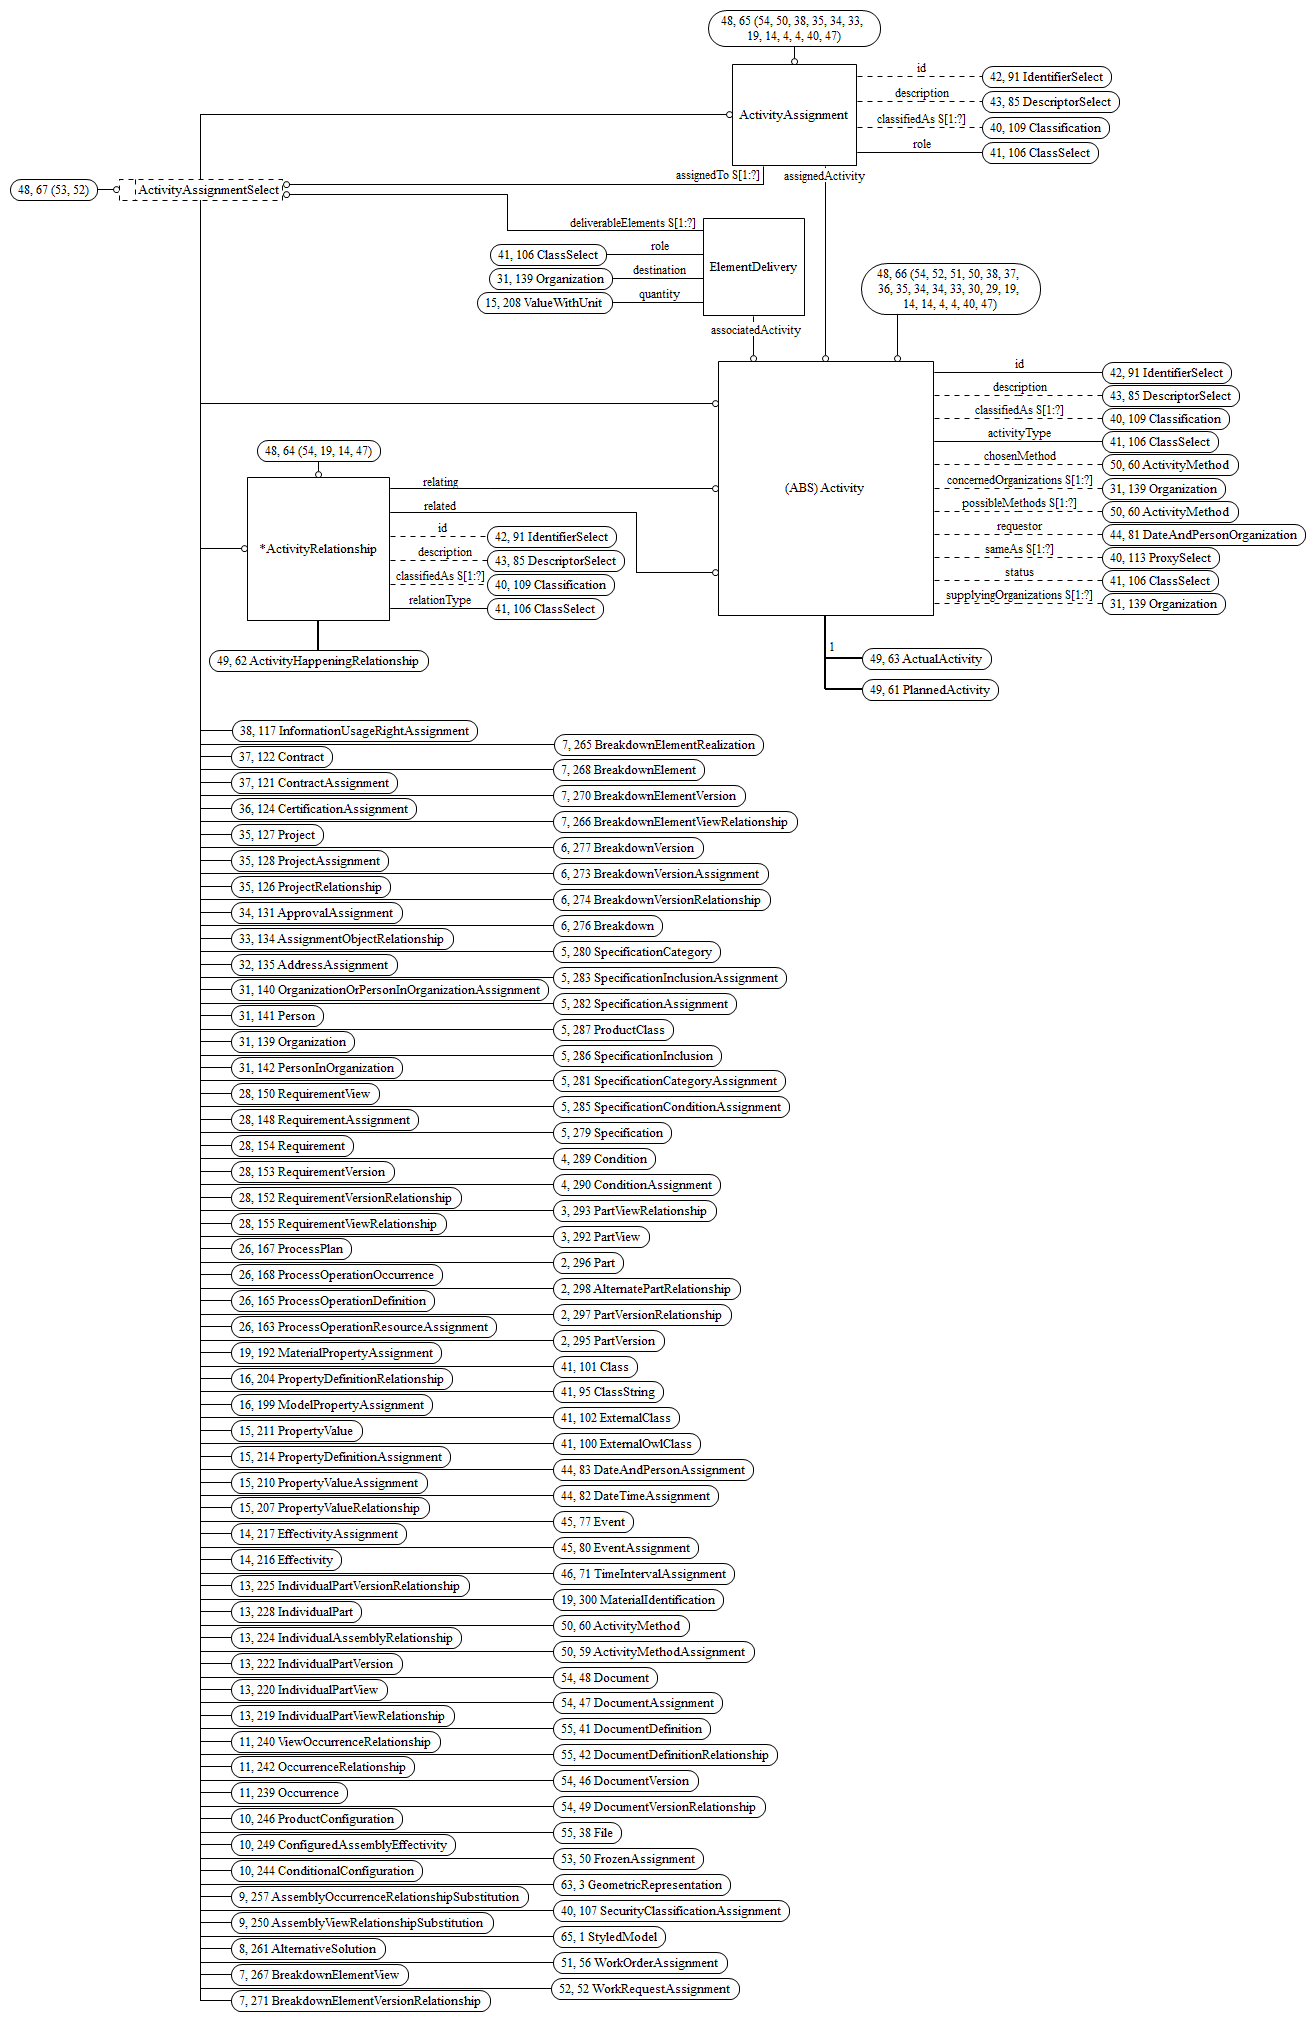 48, 65 (54, 50, 38, 35, 34, 33,
19, 14, 4, 4, 40, 47)
ActivityAssignment
id
42, 91 IdentifierSelect
description
43, 85 DescriptorSelect
classifiedAs S[1:?]
40, 109 Classification
role
41, 106 ClassSelect
48, 67 (53, 52)
ActivityAssignmentSelect
assignedTo S[1:?]
assignedActivity
deliverableElements S[1:?]
role
41, 106 ClassSelect
destination
31, 139 Organization
quantity
15, 208 ValueWithUnit
ElementDelivery
associatedActivity
48, 66 (54, 52, 51, 50, 38, 37,
36, 35, 34, 34, 33, 30, 29, 19,
14, 14, 4, 4, 40, 47)
(ABS) Activity
id
42, 91 IdentifierSelect
description
43, 85 DescriptorSelect
classifiedAs S[1:?]
40, 109 Classification
activityType
41, 106 ClassSelect
chosenMethod
50, 60 ActivityMethod
concernedOrganizations S[1:?]
31, 139 Organization
possibleMethods S[1:?]
50, 60 ActivityMethod
requestor
44, 81 DateAndPersonOrganization
sameAs S[1:?]
40, 113 ProxySelect
status
41, 106 ClassSelect
supplyingOrganizations S[1:?]
31, 139 Organization
48, 64 (54, 19, 14, 47)
*ActivityRelationship
relating
related
id
42, 91 IdentifierSelect
description
43, 85 DescriptorSelect
classifiedAs S[1:?]
40, 109 Classification
relationType
41, 106 ClassSelect
49, 62 ActivityHappeningRelationship
1
49, 63 ActualActivity
49, 61 PlannedActivity
38, 117 InformationUsageRightAssignment
7, 265 BreakdownElementRealization
37, 122 Contract
7, 268 BreakdownElement
37, 121 ContractAssignment
7, 270 BreakdownElementVersion
36, 124 CertificationAssignment
7, 266 BreakdownElementViewRelationship
35, 127 Project
6, 277 BreakdownVersion
35, 128 ProjectAssignment
6, 273 BreakdownVersionAssignment
35, 126 ProjectRelationship
6, 274 BreakdownVersionRelationship
34, 131 ApprovalAssignment
6, 276 Breakdown
33, 134 AssignmentObjectRelationship
5, 280 SpecificationCategory
32, 135 AddressAssignment
5, 283 SpecificationInclusionAssignment
31, 140 OrganizationOrPersonInOrganizationAssignment
5, 282 SpecificationAssignment
31, 141 Person
5, 287 ProductClass
31, 139 Organization
5, 286 SpecificationInclusion
31, 142 PersonInOrganization
5, 281 SpecificationCategoryAssignment
28, 150 RequirementView
5, 285 SpecificationConditionAssignment
28, 148 RequirementAssignment
5, 279 Specification
28, 154 Requirement
4, 289 Condition
28, 153 RequirementVersion
4, 290 ConditionAssignment
28, 152 RequirementVersionRelationship
3, 293 PartViewRelationship
28, 155 RequirementViewRelationship
3, 292 PartView
26, 167 ProcessPlan
2, 296 Part
26, 168 ProcessOperationOccurrence
2, 298 AlternatePartRelationship
26, 165 ProcessOperationDefinition
2, 297 PartVersionRelationship
26, 163 ProcessOperationResourceAssignment
2, 295 PartVersion
19, 192 MaterialPropertyAssignment
41, 101 Class
16, 204 PropertyDefinitionRelationship
41, 95 ClassString
16, 199 ModelPropertyAssignment
41, 102 ExternalClass
15, 211 PropertyValue
41, 100 ExternalOwlClass
15, 214 PropertyDefinitionAssignment
44, 83 DateAndPersonAssignment
15, 210 PropertyValueAssignment
44, 82 DateTimeAssignment
15, 207 PropertyValueRelationship
45, 77 Event
14, 217 EffectivityAssignment
45, 80 EventAssignment
14, 216 Effectivity
46, 71 TimeIntervalAssignment
13, 225 IndividualPartVersionRelationship
19, 300 MaterialIdentification
13, 228 IndividualPart
50, 60 ActivityMethod
13, 224 IndividualAssemblyRelationship
50, 59 ActivityMethodAssignment
13, 222 IndividualPartVersion
54, 48 Document
13, 220 IndividualPartView
54, 47 DocumentAssignment
13, 219 IndividualPartViewRelationship
55, 41 DocumentDefinition
11, 240 ViewOccurrenceRelationship
55, 42 DocumentDefinitionRelationship
11, 242 OccurrenceRelationship
54, 46 DocumentVersion
11, 239 Occurrence
54, 49 DocumentVersionRelationship
10, 246 ProductConfiguration
55, 38 File
10, 249 ConfiguredAssemblyEffectivity
53, 50 FrozenAssignment
10, 244 ConditionalConfiguration
63, 3 GeometricRepresentation
9, 257 AssemblyOccurrenceRelationshipSubstitution
40, 107 SecurityClassificationAssignment
9, 250 AssemblyViewRelationshipSubstitution
65, 1 StyledModel
8, 261 AlternativeSolution
51, 56 WorkOrderAssignment
7, 267 BreakdownElementView
52, 52 WorkRequestAssignment
7, 271 BreakdownElementVersionRelationship